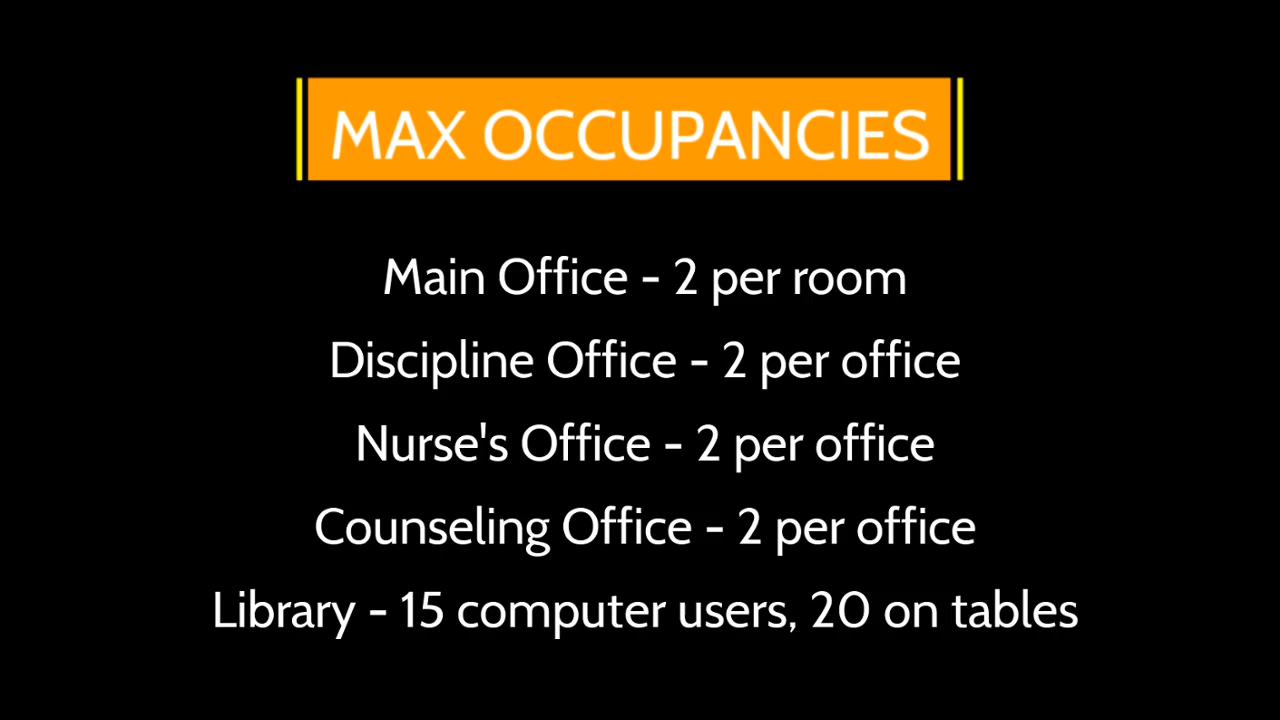 MAX OCCUPANCIES
Main Office - 2 per room
Discipline Office - 2 per office
Nurse's Office - 2 per office
Counseling Office - 2 per office
Library - 15 computer users, 20 on tables